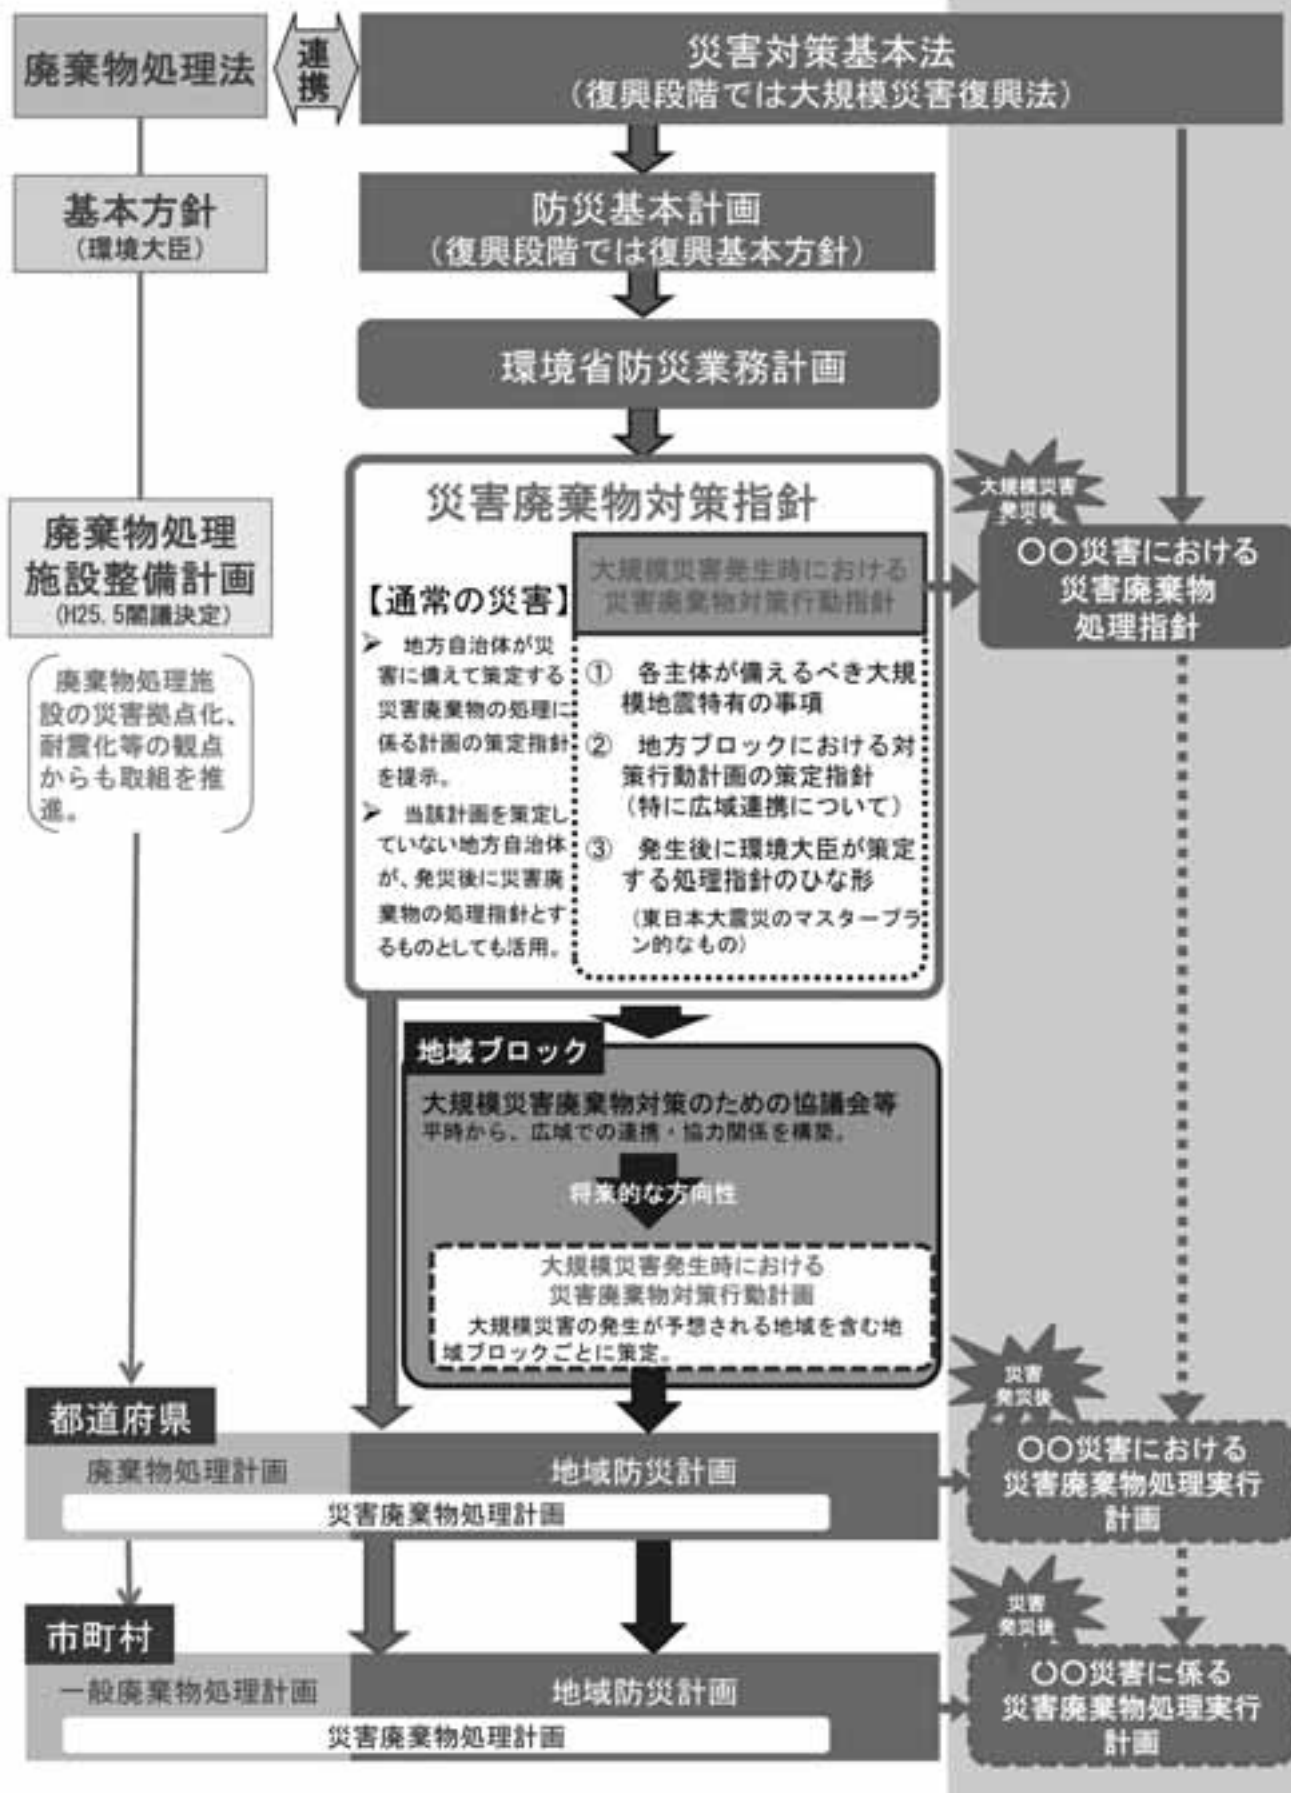 廃棄物処理法
連
携
災害対策基本法
(復興段階では大規模災害復興法)
基本方針
(環境大臣)
防災基本計画
(復興段階では復興基本方針)
環境省防災業務計画
廃棄物処理
施設整備計画
(H25.5閣議決定)
廃棄物処理施
設の災害拠点化、
耐震化等の観点
からも取組を推
進。
災害廃棄物対策指針
【通常の災害】
➢ 地方自治体が災
害に備えて策定する
災害廃棄物の処理に
係る計画の策定指針
を提示。
➢ 当該計画を策定し
ていない地方自治体
が、発災後に災害廃
棄物の処理指針とす
るものとしても活用。
大規模災害発生時における
災害廃棄物対策行動指針
① 各主体が備えるべき大規
模地震特有の事項
② 地方ブロックにおける対
策行動計画の策定指針
(特に広域連携について)
③ 発生後に環境大臣が策定
する処理指針のひな形
(東日本大震災のマスタープラ
ン的なもの)
大規模災害
発災後
〇〇災害における
災害廃棄物
処理指針
地域ブロック
大規模災害廃棄物対策のための協議会等
平時から、広域での連携・協力関係を構築。
将来的な方向性
大規模災害発生時における
災害廃棄物対策行動計画
大規模災害の発生が予想される地域を含む地
域ブロックごとに策定。
都道府県
廃棄物処理計画
地域防災計画
災害廃棄物処理計画
災害
発災後
〇〇災害における
災害廃棄物処理実行
計画
市町村
一般廃棄物処理計画
地域防災計画
災害廃棄物処理計画
災害
発災後
〇〇災害に係る
災害廃棄物処理実行
計画